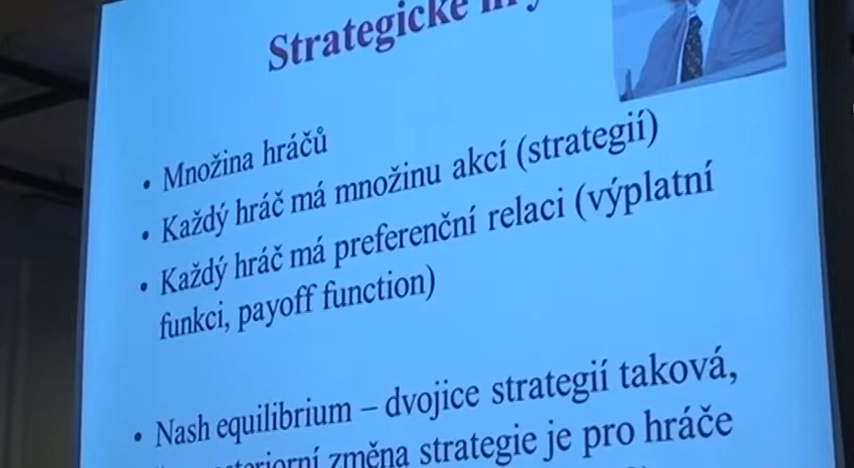 Strategické
• Množina hráčů
• Každý hráč má množinu akcí (strategií)
• Každý hráč má preferenční relaci (výplatní
funkci, payoff function)
• Nash equilibrium – dvojice strategií taková,
změna strategie je pro hráče